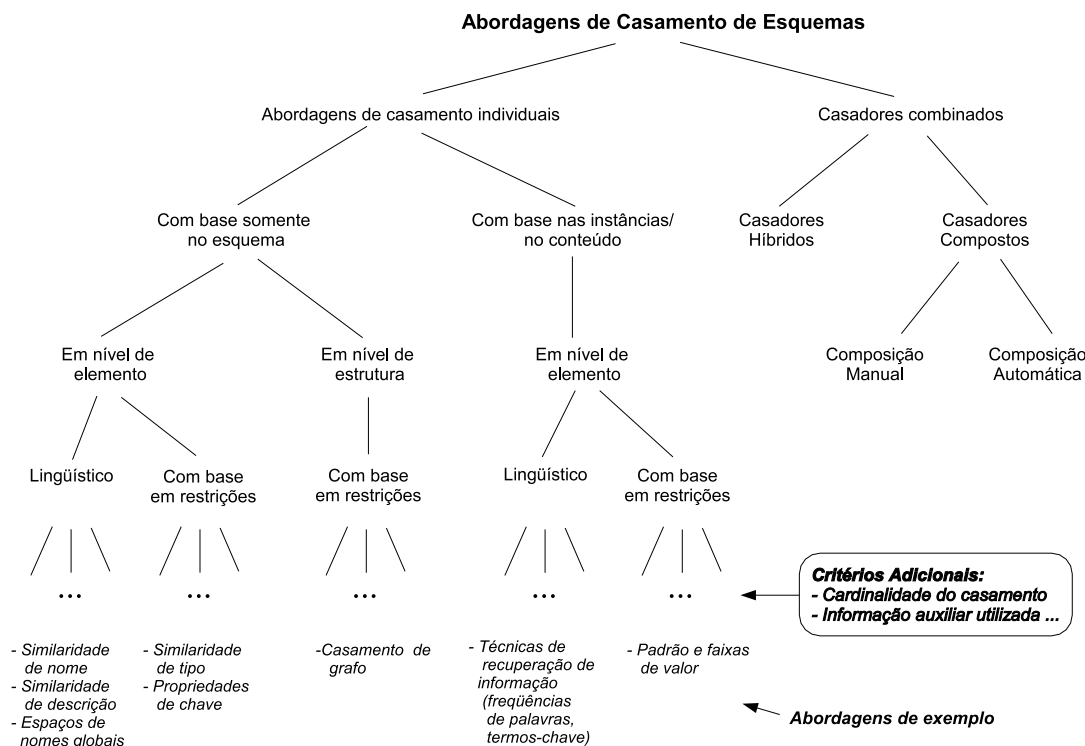 Abordagens de Casamento de Esquemas
Abordagens de casamento individuais
Casadores combinados
Com base somente
no esquema
Com base nas instâncias/
no conteúdo
Casadores
Híbridos
Casadores
Compostos
Em nível de
elemento
Em nível de
estrutura
Em nível de
elemento
Composição
Manual
Composição
Automática
Lingüístico
Com base
em restrições
Com base
em restrições
Lingüístico
Com base
em restrições
...
...
...
...
...
Critérios Adicionais:
- Cardinalidade do casamento
- Informação auxiliar utilizada ...
- Similaridade
de nome
- Similaridade
de descrição
- Espaços de
nomes globais
- Similaridade
de tipo
- Propriedades
de chave
-Casamento de
grafo
- Técnicas de
recuperação de
informação
(freqüências
de palavras,
termos-chave)
- Padrão e faixas
de valor
Abordagens de exemplo